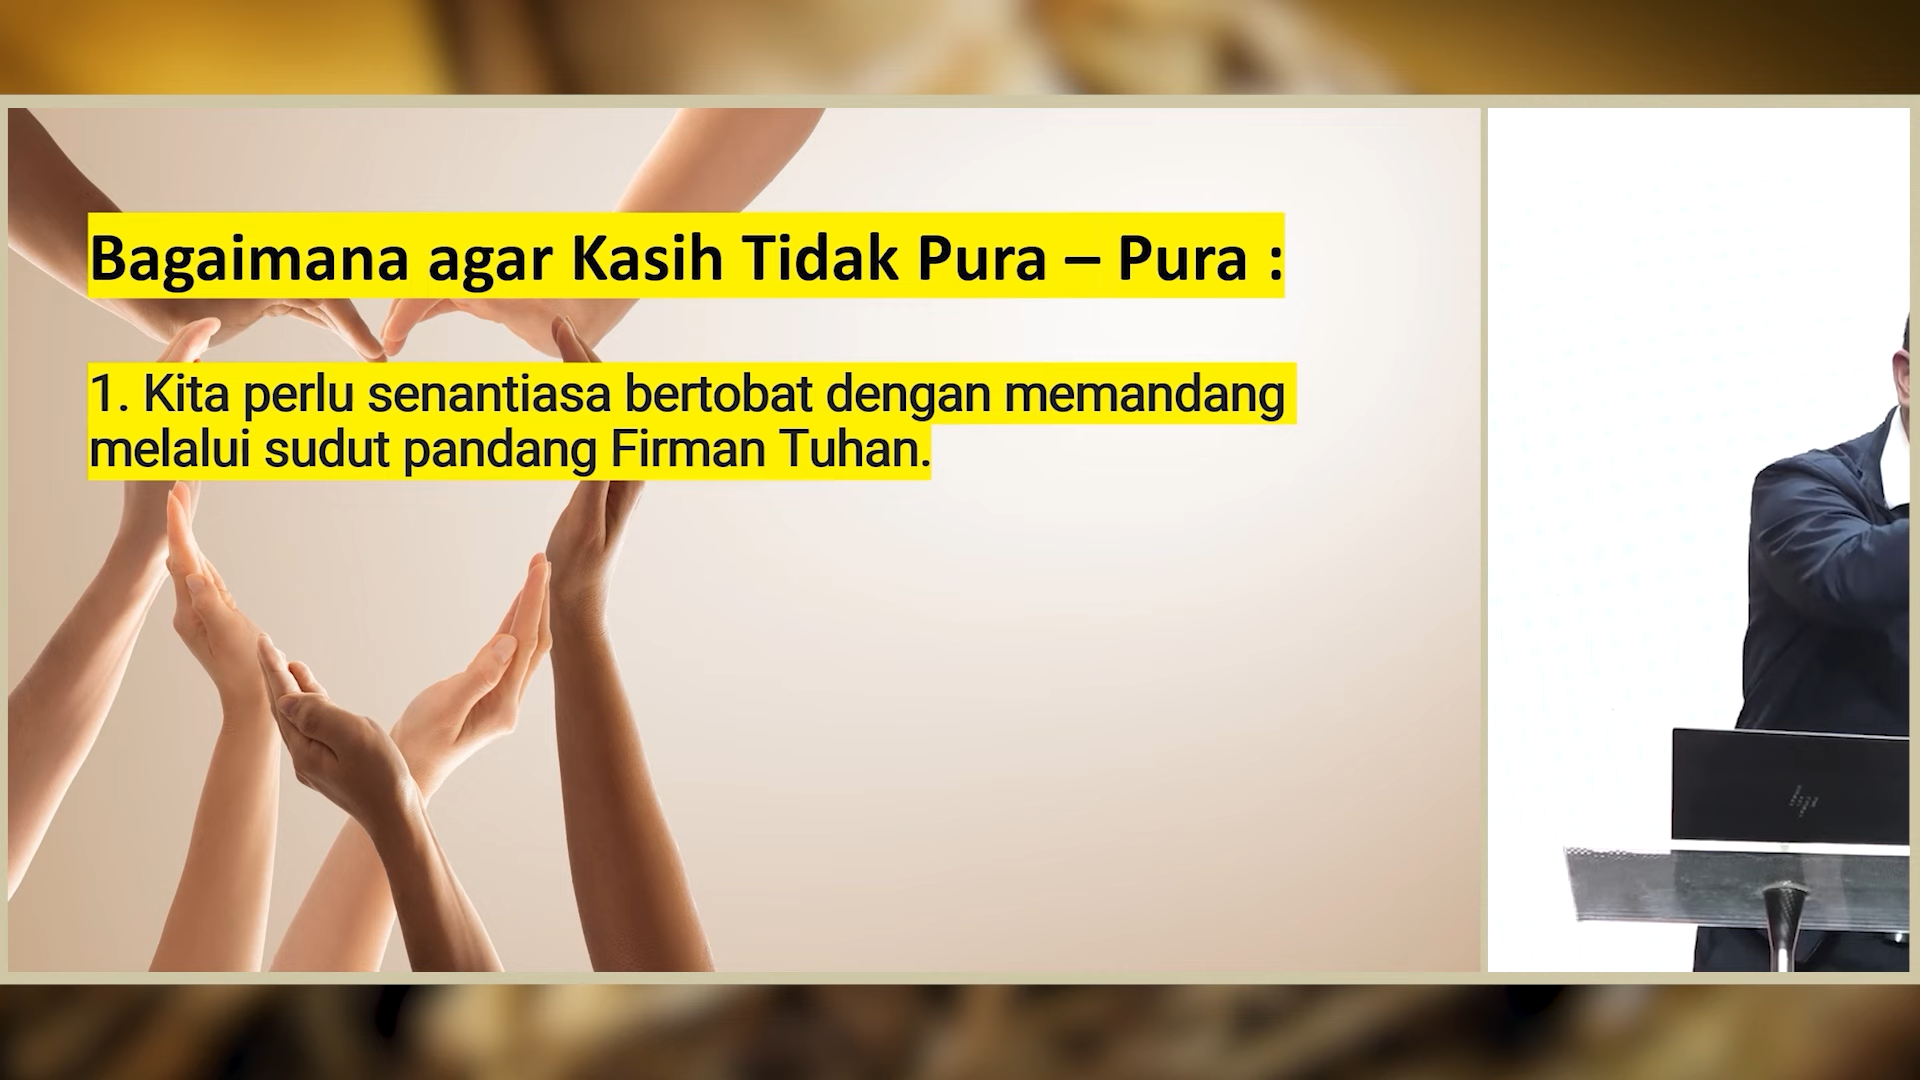 Bagaimana agar Kasih Tidak Pura – Pura :
1. Kita perlu senantiasa bertobat dengan memandang
melalui sudut pandang Firman Tuhan.